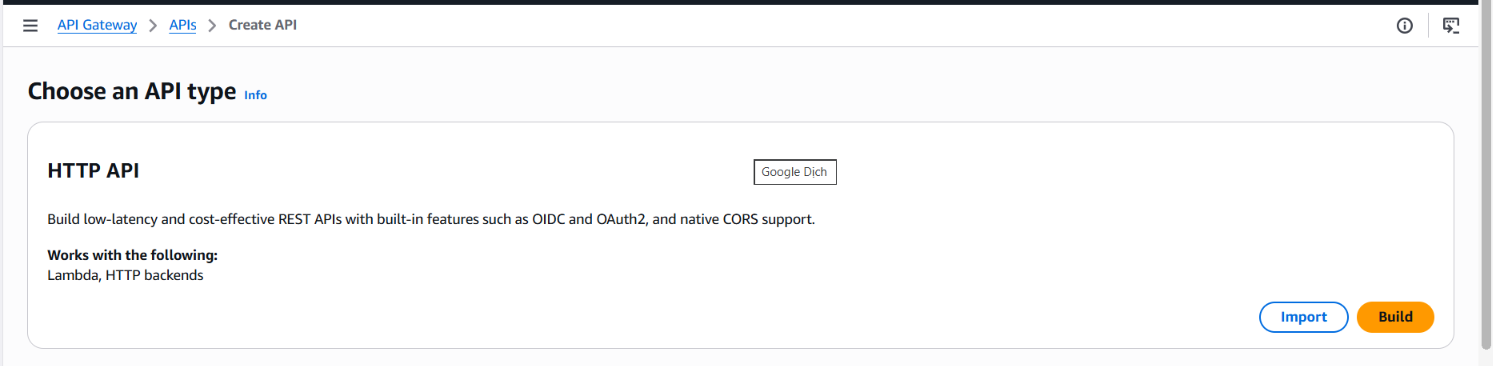 API Gateway > APIs > Create API
Choose an API type Info
HTTP API
Google Dịch
Build low-latency and cost-effective REST APIs with built-in features such as OIDC and OAuth2, and native CORS support.
Works with the following:
Lambda, HTTP backends
Import Build